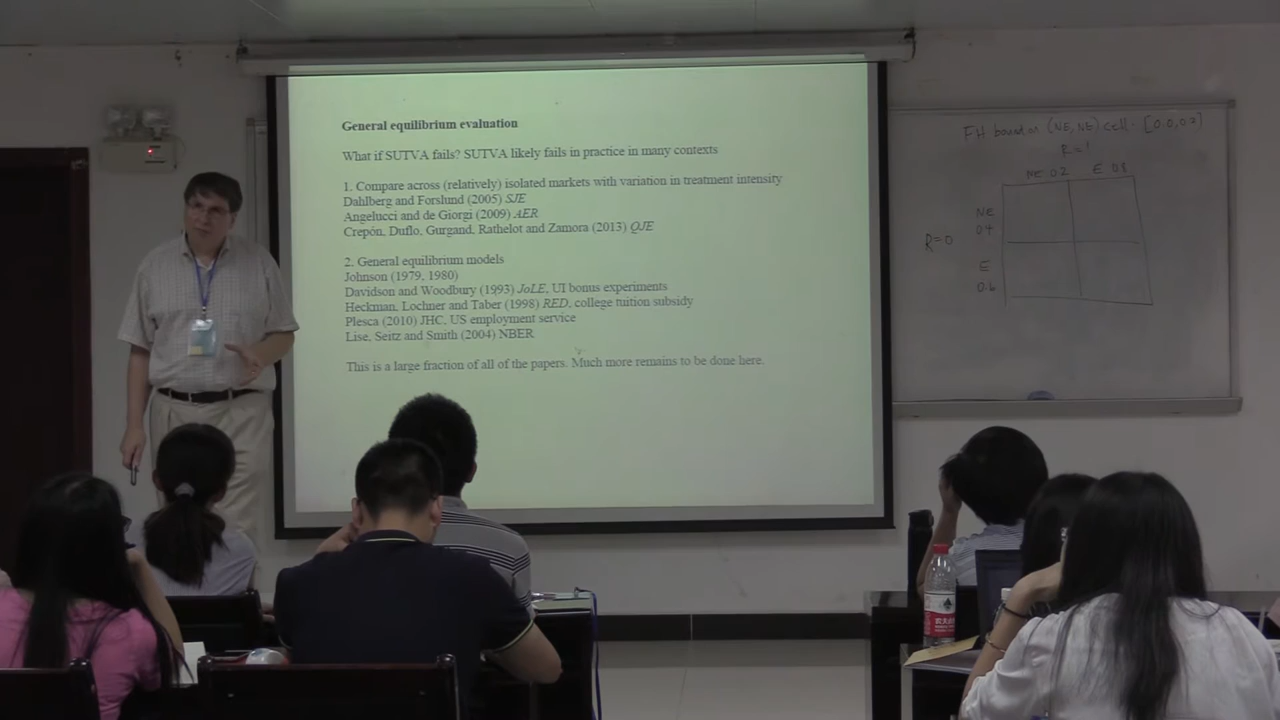 General equilibrium evaluation
What if SUTVA fails? SUTVA likely fails in practice in many contexts
1. Compare across (relatively) isolated markets with variation in treatment intensity
Dahlberg and Forslund (2005) SJE
Angelucci and de Giorgi (2009) AER
Crepón, Duflo, Gurgand, Rathelot and Zamora (2013) QJE
2. General equilibrium models
Johnson (1979, 1980)
Davidson and Woodbury (1993) JoLE, UI bonus experiments
Heckman, Lochner and Taber (1998) RED, college tuition subsidy
Plesca (2010) JHC, US employment service
Lise, Seitz and Smith (2004) NBER
This is a large fraction of all of the papers. Much more remains to be done here.
FH bound on (NE, NE) cell: [0.0, 0.2]
R=1
NE 0.2 E 0.8
NE
0.4
R=0
E
0.6